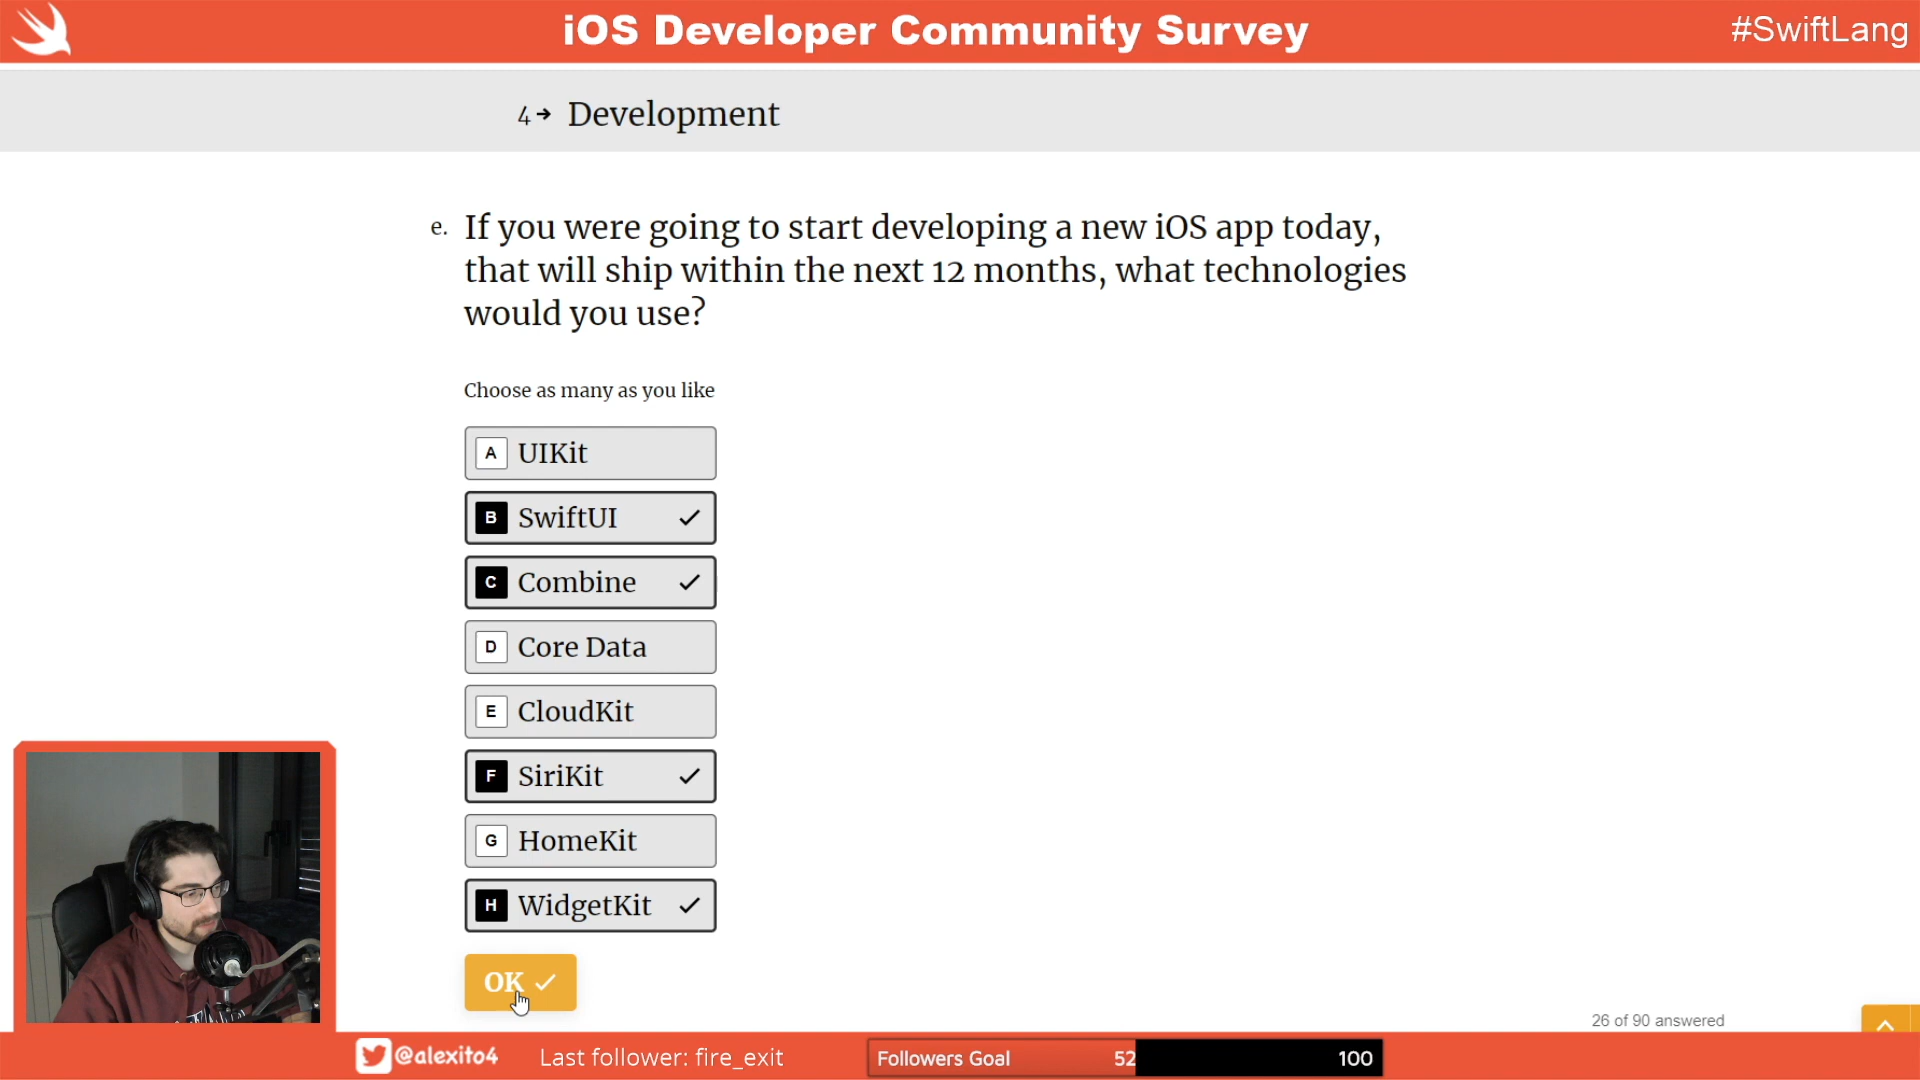 iOS Developer Community Survey
#SwiftLang
4 Development
e. If you were going to start developing a new iOS app today,
that will ship within the next 12 months, what technologies
would you use?
Choose as many as you like
A UIKit
B SwiftUI
C Combine
D Core Data
E CloudKit
F SiriKit
G HomeKit
H WidgetKit
OK
26 of 90 answered
@alexito4
Last follower: fire_exit
Followers Goal 52 100